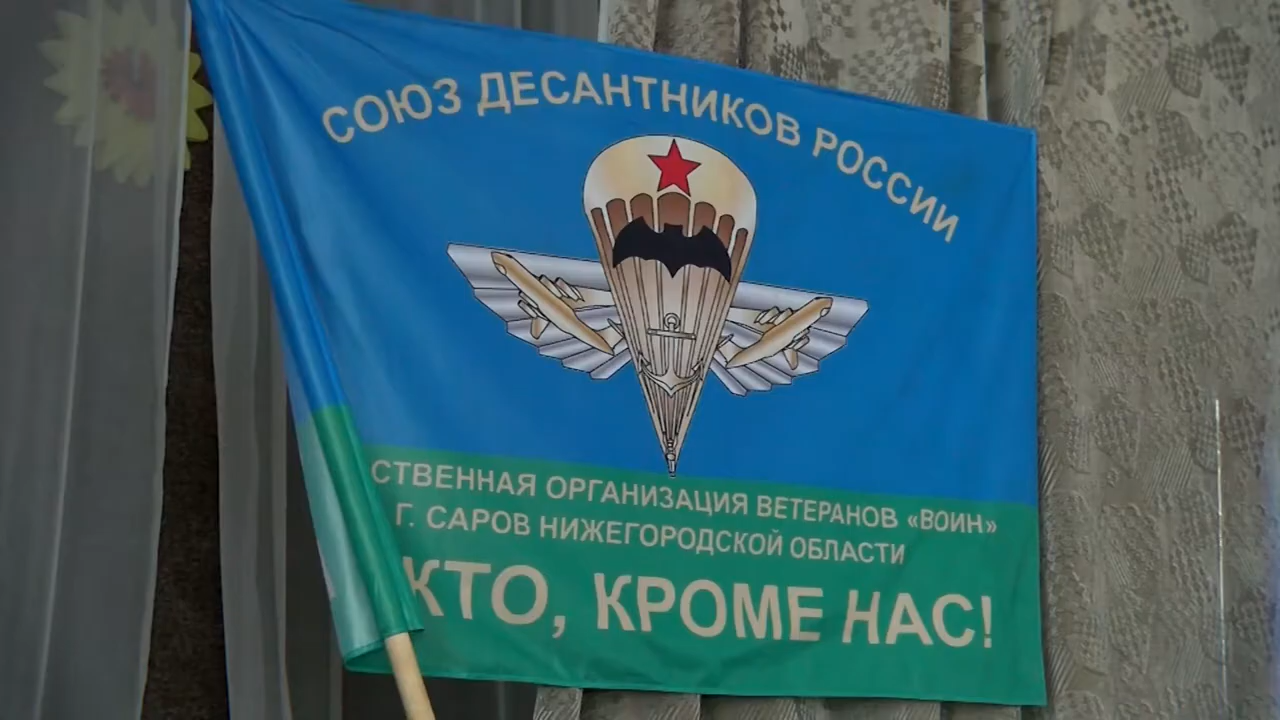 СОЮЗ ДЕСАНТНИКОВ РОССИИ
СТВЕННАЯ ОРГАНИЗАЦИЯ ВЕТЕРАНОВ «ВОИН»
Г. САРОВ НИЖЕГОРОДСКОЙ ОБЛАСТИ
КТО, КРОМЕ НАС!